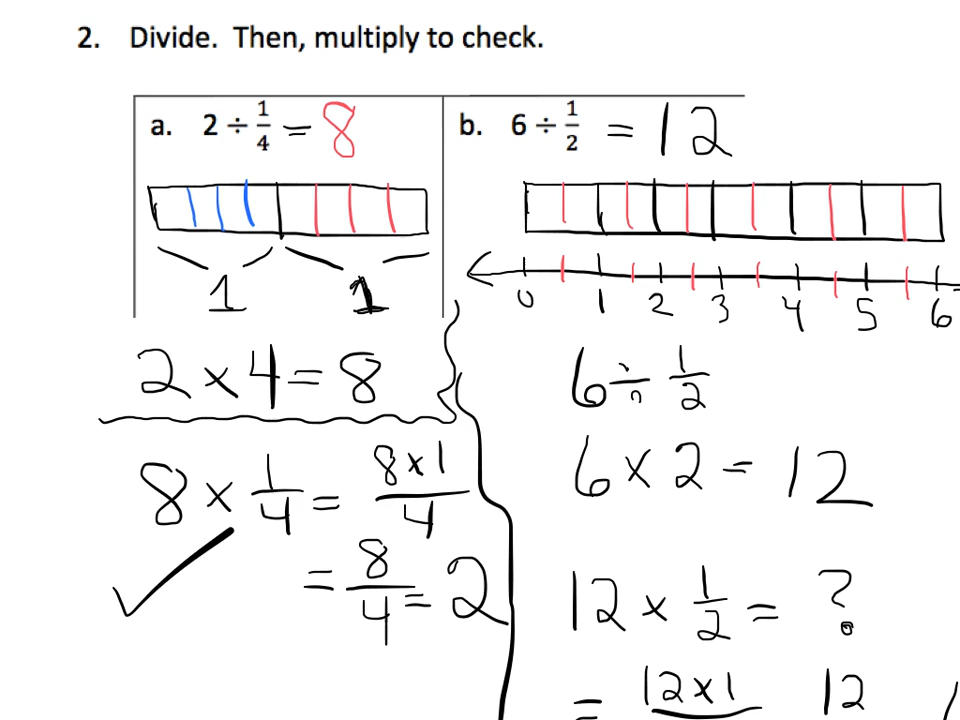 2. Divide. Then, multiply to check.
a. 2 ÷ 1/4 = 8
1 1
2 x 4 = 8
8 x 1/4 = 8 x 1/4
= 8/4 = 2
b. 6 ÷ 1/2 = 12
0 1 2 3 4 5 6
6 ÷ 1/2
6 x 2 = 12
12 x 1/2 = ?
= 12 x 1 12